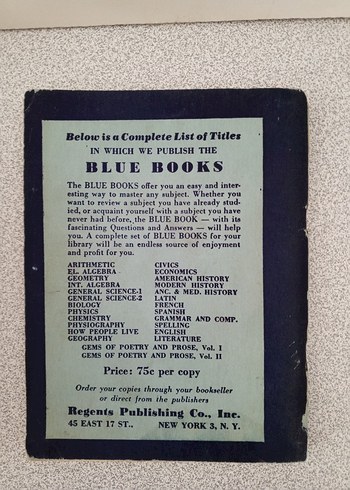 Below is a Complete List of Titles
IN WHICH WE PUBLISH THE
BLUE BOOKS
The BLUE BOOKS offer you an easy and inter-
esting way to master any subject. Whether you
want to review a subject you have already stud-
ied, or acquaint yourself with a subject you have
never had before, the BLUE BOOK — with its
fascinating Questions and Answers — will help
you. A complete set of BLUE BOOKS for your
library will be an endless source of enjoyment
and profit for you.
ARITHMETIC CIVICS
EL. ALGEBRA ECONOMICS
GEOMETRY AMERICAN HISTORY
INT. ALGEBRA MODERN HISTORY
GENERAL SCIENCE-1 ANC. & MED. HISTORY
GENERAL SCIENCE-2 LATIN
BIOLOGY FRENCH
PHYSICS SPANISH
CHEMISTRY GRAMMAR AND COMP.
PHYSIOGRAPHY SPELLING
HOW PEOPLE LIVE ENGLISH
GEOGRAPHY LITERATURE
GEMS OF POETRY AND PROSE, Vol. I
GEMS OF POETRY AND PROSE, Vol. II
Price: 75c per copy
Order your copies through your bookseller
or direct from the publishers
Regents Publishing Co., Inc.
45 EAST 17 ST., NEW YORK 3, N. Y.